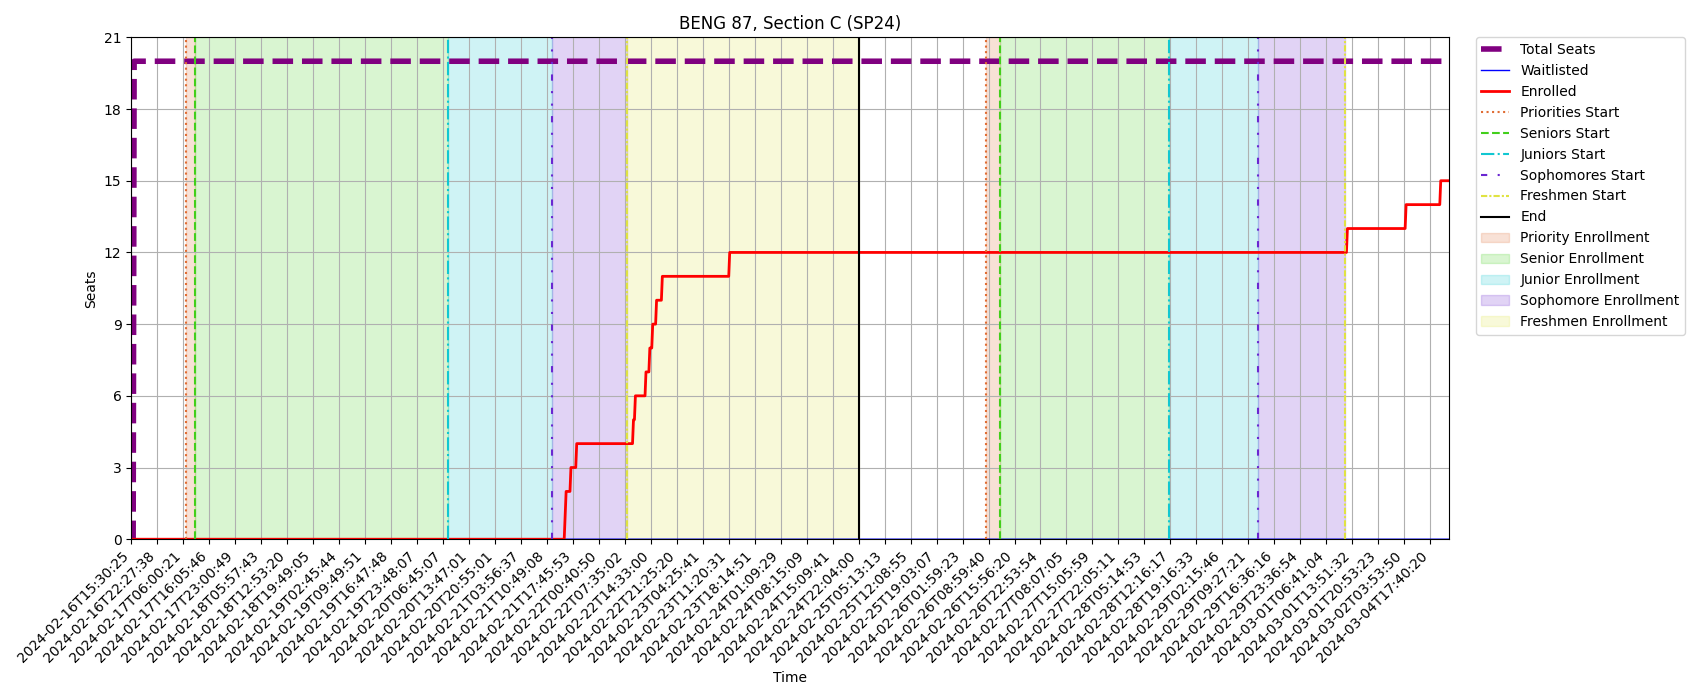 BENG 87, Section C (SP24)
21
18
15
12
9
6
3
0
Seats
2024-02-16T15:30:25
2024-02-16T22:27:38
2024-02-17T06:00:21
2024-02-17T16:05:46
2024-02-17T23:00:49
2024-02-18T05:57:43
2024-02-18T12:53:20
2024-02-18T19:49:05
2024-02-19T02:45:44
2024-02-19T09:49:51
2024-02-19T16:47:48
2024-02-19T23:48:07
2024-02-20T06:45:07
2024-02-20T13:47:01
2024-02-20T20:55:01
2024-02-21T03:56:37
2024-02-21T10:49:08
2024-02-21T17:45:53
2024-02-22T00:40:50
2024-02-22T07:35:02
2024-02-22T14:33:00
2024-02-22T21:25:20
2024-02-23T04:25:41
2024-02-23T11:20:31
2024-02-23T18:14:51
2024-02-24T01:09:29
2024-02-24T08:15:09
2024-02-24T15:09:41
2024-02-24T22:04:00
2024-02-25T05:13:13
2024-02-25T12:08:55
2024-02-25T19:03:07
2024-02-26T01:59:23
2024-02-26T08:59:40
2024-02-26T15:56:20
2024-02-26T22:53:54
2024-02-27T08:07:05
2024-02-27T15:05:59
2024-02-27T22:05:11
2024-02-28T05:14:53
2024-02-28T12:16:17
2024-02-28T19:16:33
2024-02-29T02:15:46
2024-02-29T09:27:21
2024-02-29T16:36:16
2024-02-29T23:36:54
2024-03-01T06:41:04
2024-03-01T13:51:32
2024-03-01T20:53:23
2024-03-02T03:53:50
2024-03-04T17:40:20
Time
Total Seats
Waitlisted
Enrolled
Priorities Start
Seniors Start
Juniors Start
Sophomores Start
Freshmen Start
End
Priority Enrollment
Senior Enrollment
Junior Enrollment
Sophomore Enrollment
Freshmen Enrollment